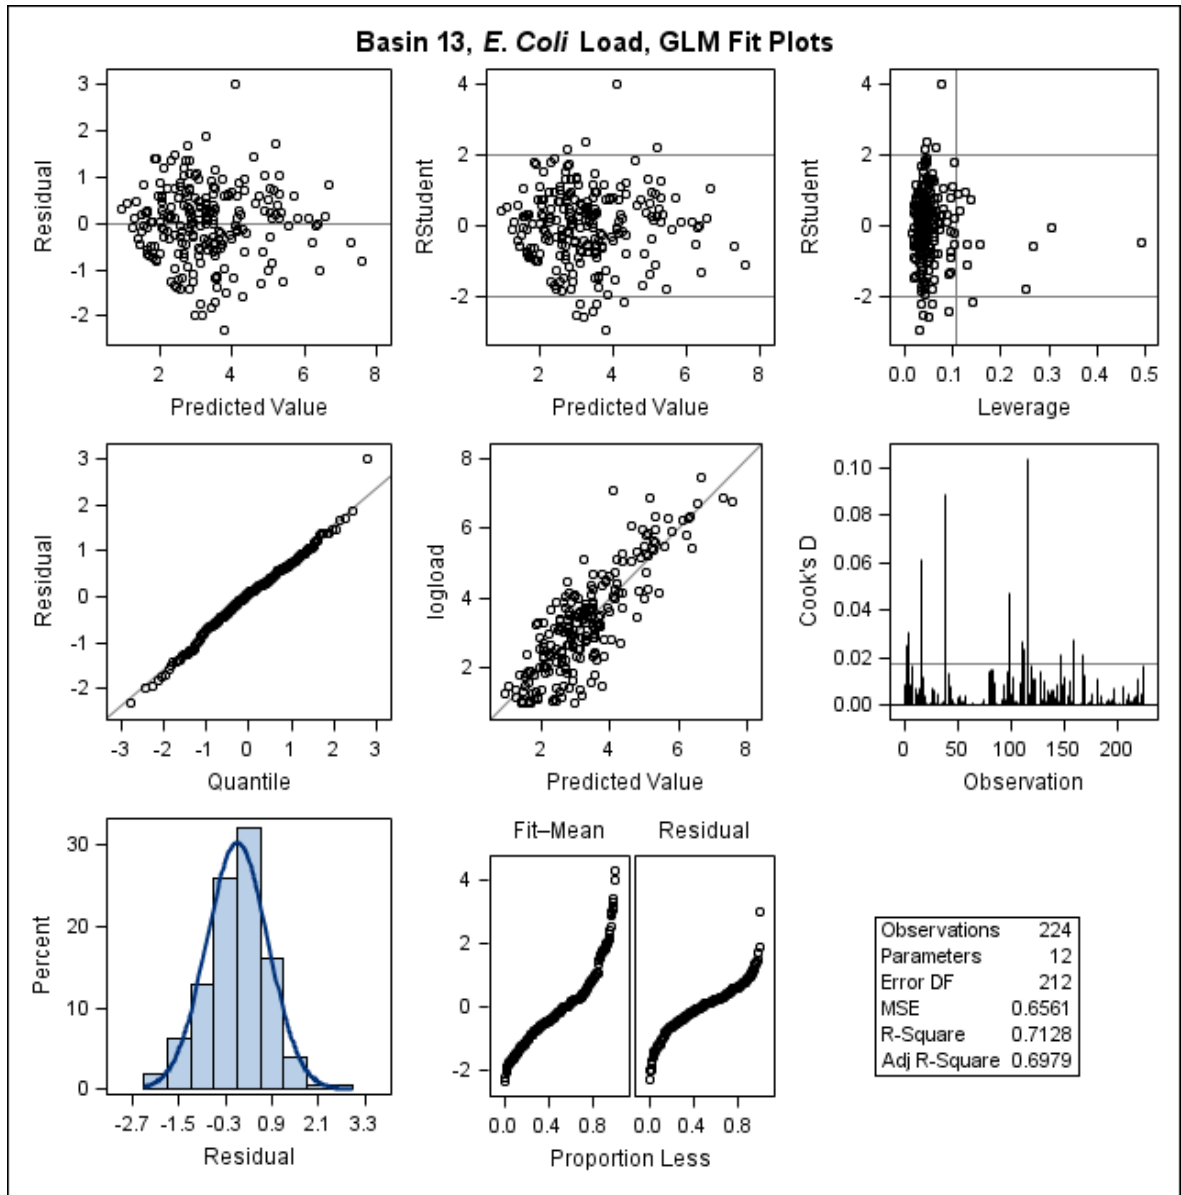 Basin 13, E. Coli Load, GLM Fit Plots
3
2
1
0
-1
-2
Residual
2 4 6 8
Predicted Value
4
2
0
-2
RStudent
2 4 6 8
Predicted Value
4
2
0
-2
RStudent
0.0 0.1 0.2 0.3 0.4 0.5
Leverage
3
2
1
0
-1
-2
Residual
-3 -2 -1 0 1 2 3
Quantile
8
6
4
2
logload
2 4 6 8
Predicted Value
0.10
0.08
0.06
0.04
0.02
0.00
Cook's D
0 50 100 150 200
Observation
30
20
10
0
Percent
-2.7 -1.5 -0.3 0.9 2.1 3.3
Residual
Fit–Mean Residual
4
2
0
-2
0.0 0.4 0.8 0.0 0.4 0.8
Proportion Less
Observations 224
Parameters 12
Error DF 212
MSE 0.6561
R-Square 0.7128
Adj R-Square 0.6979